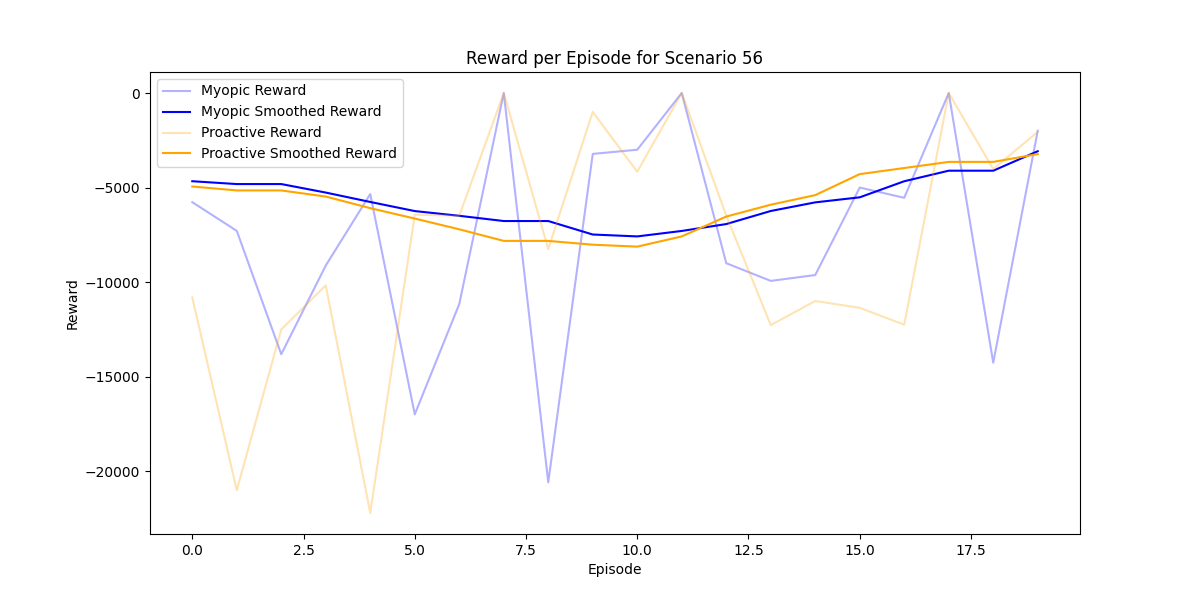 Reward per Episode for Scenario 56
Myopic Reward
Myopic Smoothed Reward
Proactive Reward
Proactive Smoothed Reward
0
−5000
−10000
−15000
−20000
Reward
0.0 2.5 5.0 7.5 10.0 12.5 15.0 17.5
Episode